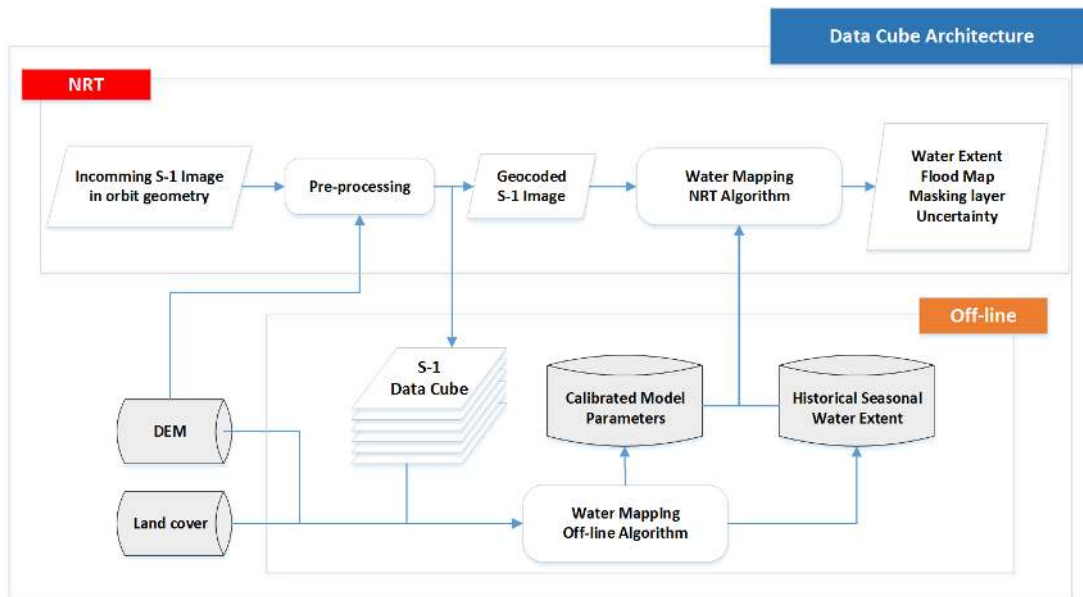 Data Cube Architecture
NRT
Incomming S-1 Image
in orbit geometry
Pre-processing
Geocoded
S-1 Image
Water Mapping
NRT Algorithm
Water Extent
Flood Map
Masking layer
Uncertainty
Off-line
S-1
Data Cube
Calibrated Model
Parameters
Historical Seasonal
Water Extent
DEM
Land cover
Water Mapping
Off-line Algorithm